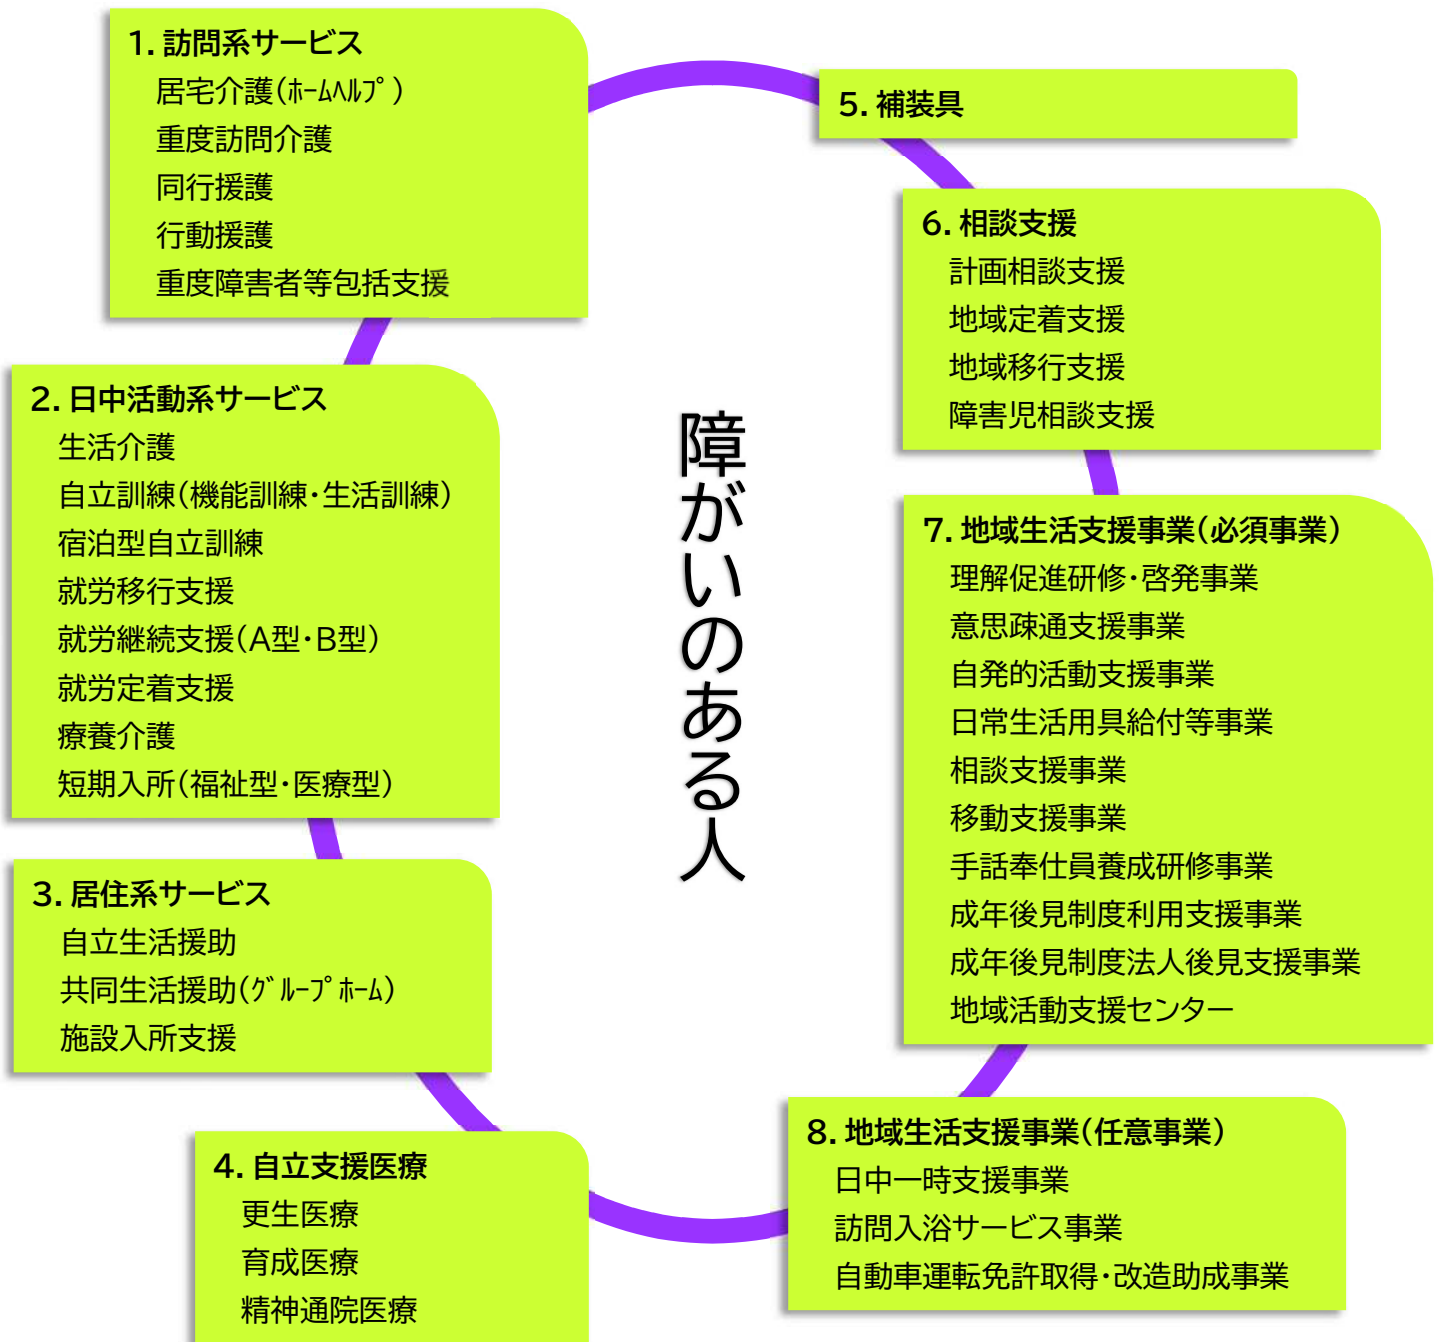 1. 訪問系サービス
居宅介護(ﾎｰﾑﾍﾙﾌﾟ)
重度訪問介護
同行援護
行動援護
重度障害者等包括支援
2. 日中活動系サービス
生活介護
自立訓練(機能訓練・生活訓練)
宿泊型自立訓練
就労移行支援
就労継続支援(A型・B型)
就労定着支援
療養介護
短期入所(福祉型・医療型)
3. 居住系サービス
自立生活援助
共同生活援助(ｸﾞﾙｰﾌﾟﾎｰﾑ)
施設入所支援
4. 自立支援医療
更生医療
育成医療
精神通院医療
障がいのある人
5. 補装具
6. 相談支援
計画相談支援
地域定着支援
地域移行支援
障害児相談支援
7. 地域生活支援事業(必須事業)
理解促進研修・啓発事業
意思疎通支援事業
自発的活動支援事業
日常生活用具給付等事業
相談支援事業
移動支援事業
手話奉仕員養成研修事業
成年後見制度利用支援事業
成年後見制度法人後見支援事業
地域活動支援センター
8. 地域生活支援事業(任意事業)
日中一時支援事業
訪問入浴サービス事業
自動車運転免許取得・改造助成事業